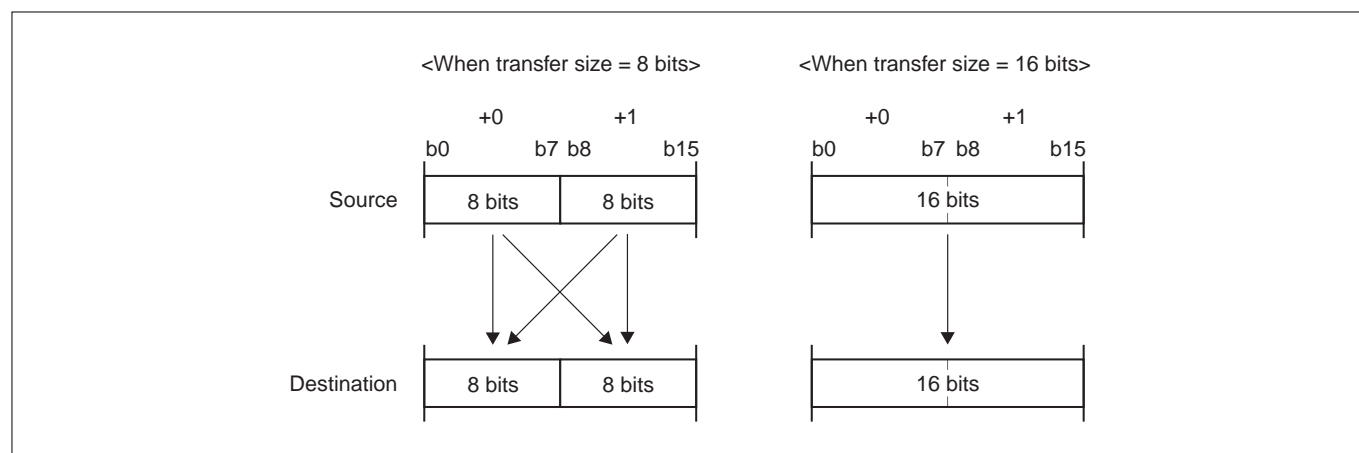 <When transfer size = 8 bits> <When transfer size = 16 bits>
+0 +1 +0 +1
b0 b7 b8 b15 b0 b7 b8 b15
Source 8 bits 8 bits 16 bits
Destination 8 bits 8 bits 16 bits